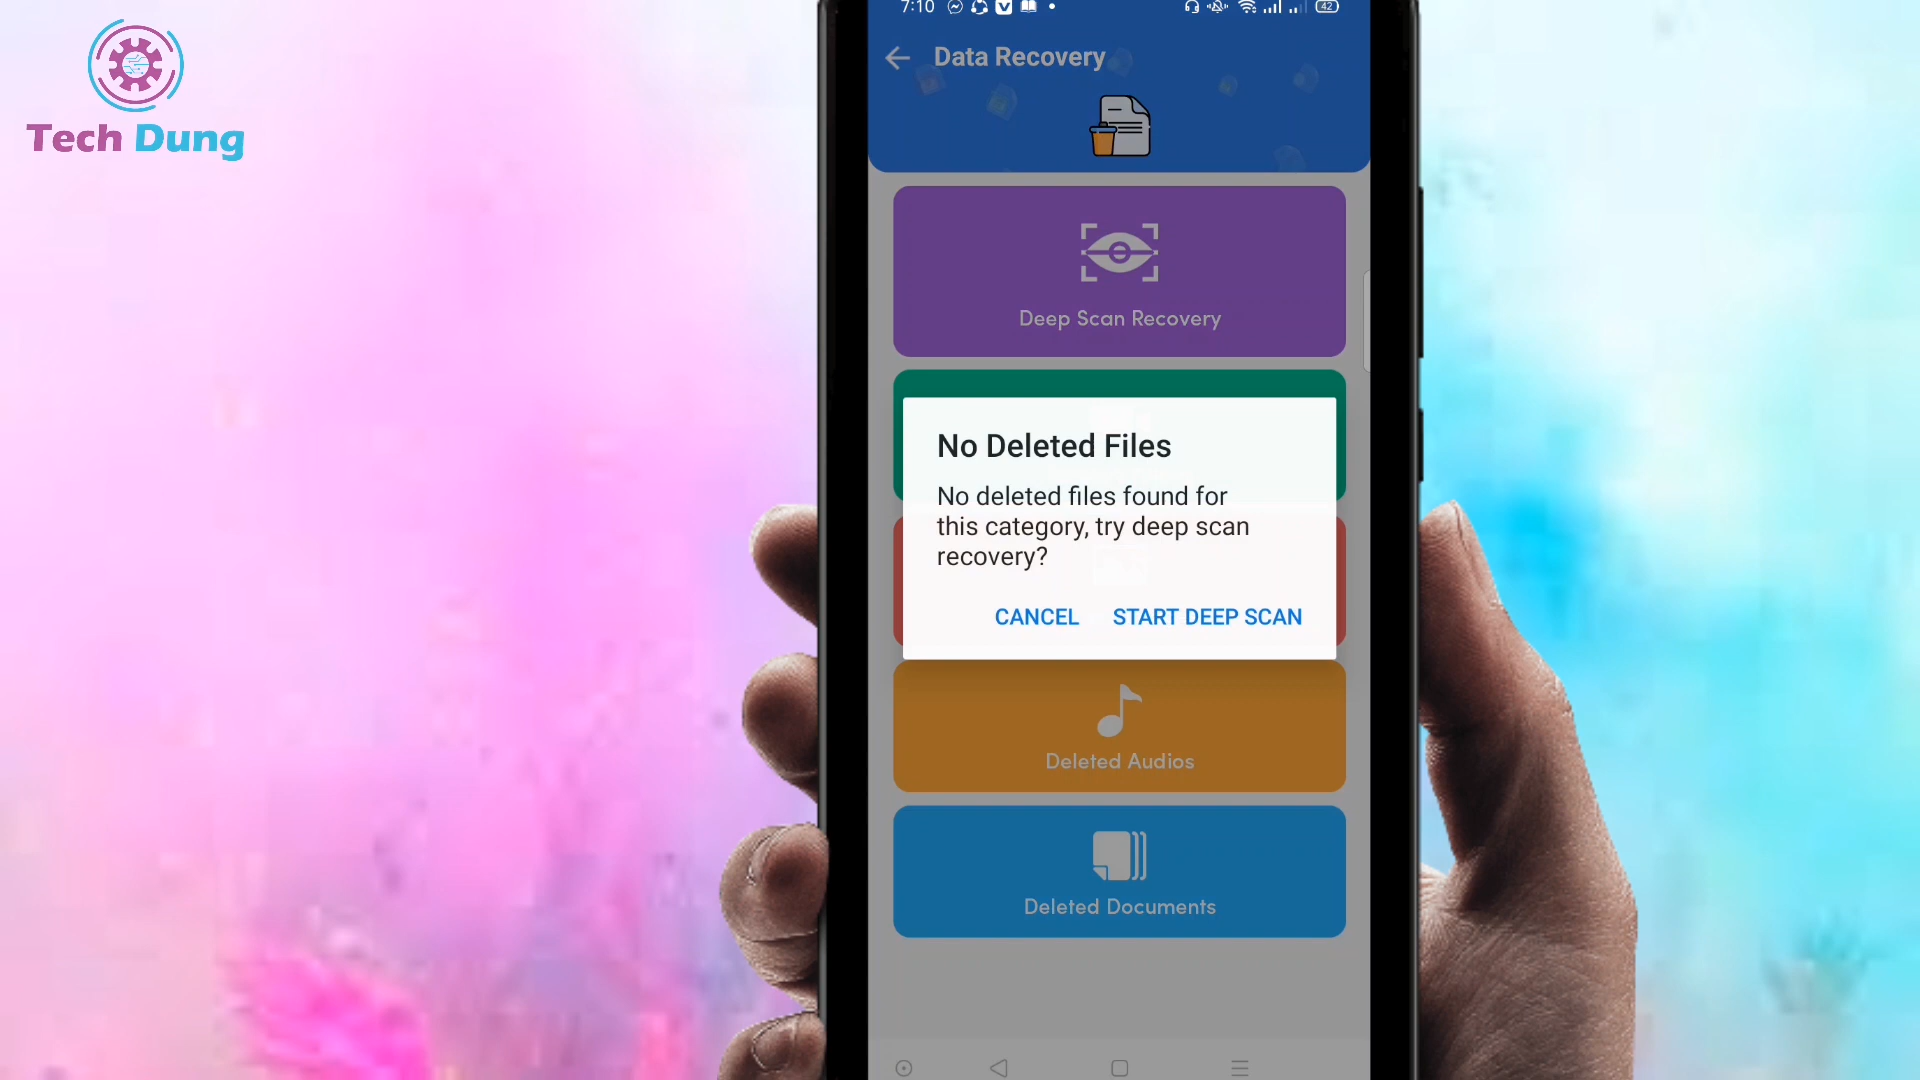 Tech Dung
7:10
42
Data Recovery
Deep Scan Recovery
No Deleted Files
No deleted files found for
this category, try deep scan
recovery?
CANCEL START DEEP SCAN
Deleted Audios
Deleted Documents